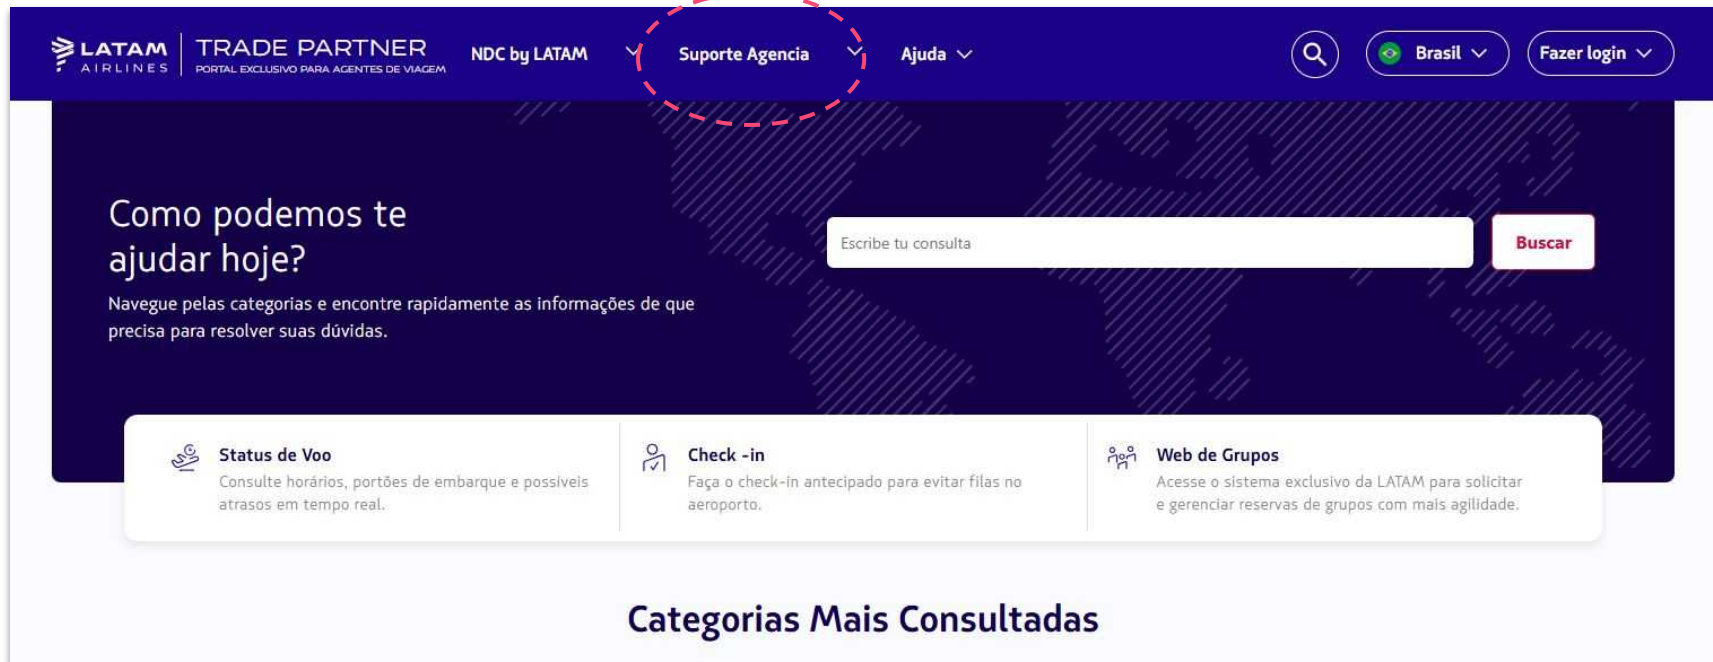 LATAM AIRLINES
TRADE PARTNER
PORTAL EXCLUSIVO PARA AGENTES DE VIAGEM
NDC by LATAM
Suporte Agencia
Ajuda
Brasil
Fazer login
Como podemos te
ajudar hoje?
Navegue pelas categorias e encontre rapidamente as informações de que
precisa para resolver suas dúvidas.
Escribe tu consulta
Buscar
Status de Voo
Consulte horários, portões de embarque e possíveis
atrasos em tempo real.
Check -in
Faça o check-in antecipado para evitar filas no
aeroporto.
Web de Grupos
Acesse o sistema exclusivo da LATAM para solicitar
e gerenciar reservas de grupos com mais agilidade.
Categorias Mais Consultadas